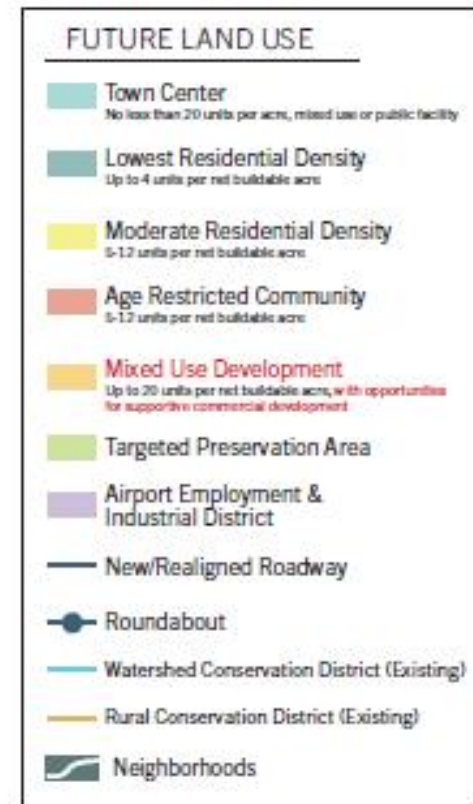 FUTURE LAND USE
Town Center
No less than 20 units per acre, mixed use or public facility
Lowest Residential Density
Up to 4 units per net buildable acre
Moderate Residential Density
5-12 units per net buildable acre
Age Restricted Community
5-12 units per net buildable acre
Mixed Use Development
Up to 20 units per net buildable acre, with opportunities
for supportive commercial development
Targeted Preservation Area
Airport Employment &
Industrial District
New/Realigned Roadway
Roundabout
Watershed Conservation District (Existing)
Rural Conservation District (Existing)
Neighborhoods